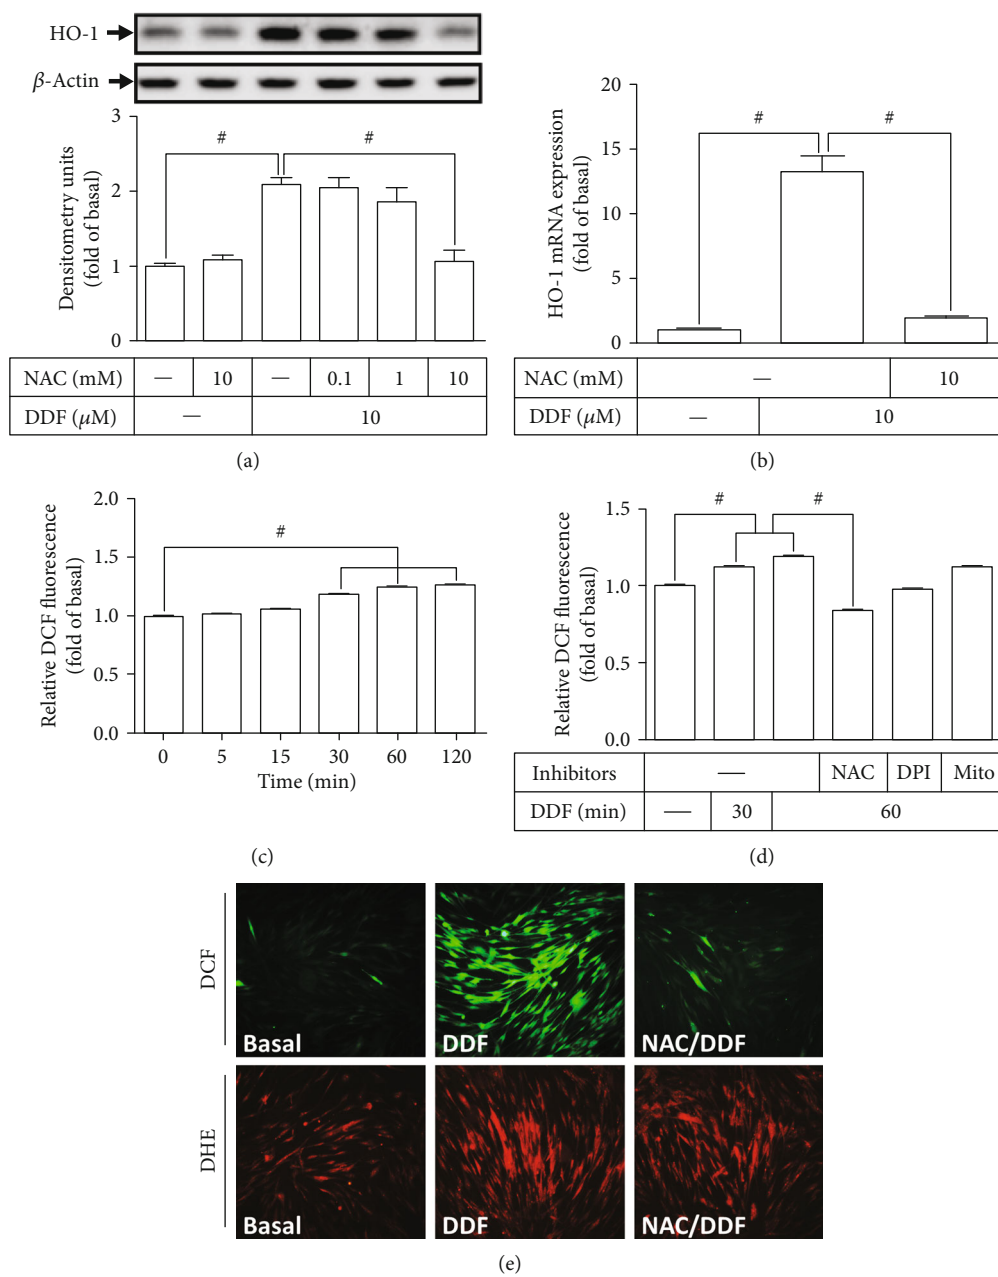 HO-1
β-Actin
Densitometry units
(fold of basal)
3
2
1
0
#
#
NAC (mM) — 10 — 0.1 1 10
DDF (μM) — 10
(a)
HO-1 mRNA expression
(fold of basal)
20
15
10
5
0
#
#
NAC (mM) — 10
DDF (μM) — 10
(b)
Relative DCF fluorescence
(fold of basal)
2.0
1.5
1.0
0.5
0.0
#
0 5 15 30 60 120
Time (min)
(c)
Relative DCF fluorescence
(fold of basal)
1.5
1.0
0.5
0.0
#
#
Inhibitors — NAC DPI Mito
DDF (min) — 30 60
(d)
DCF
Basal
DDF
NAC/DDF
DHE
Basal
DDF
NAC/DDF
(e)